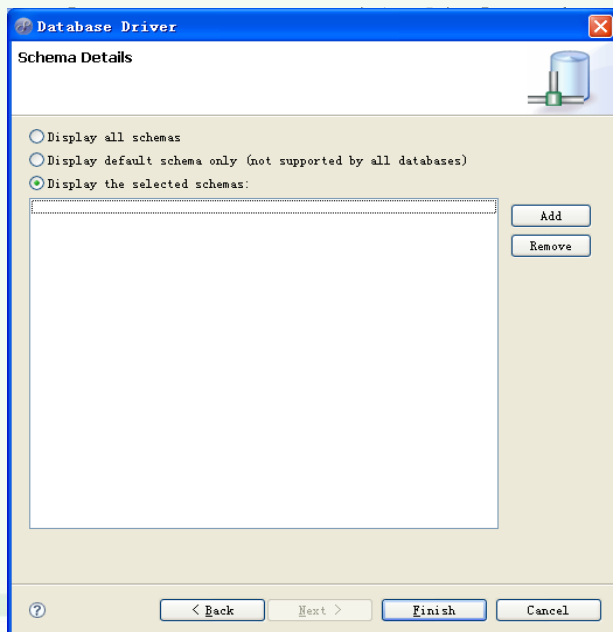 Database Driver
Schema Details
Display all schemas
Display default schema only (not supported by all databases)
Display the selected schemas:
Add
Remove
?
< Back
Next >
Finish
Cancel